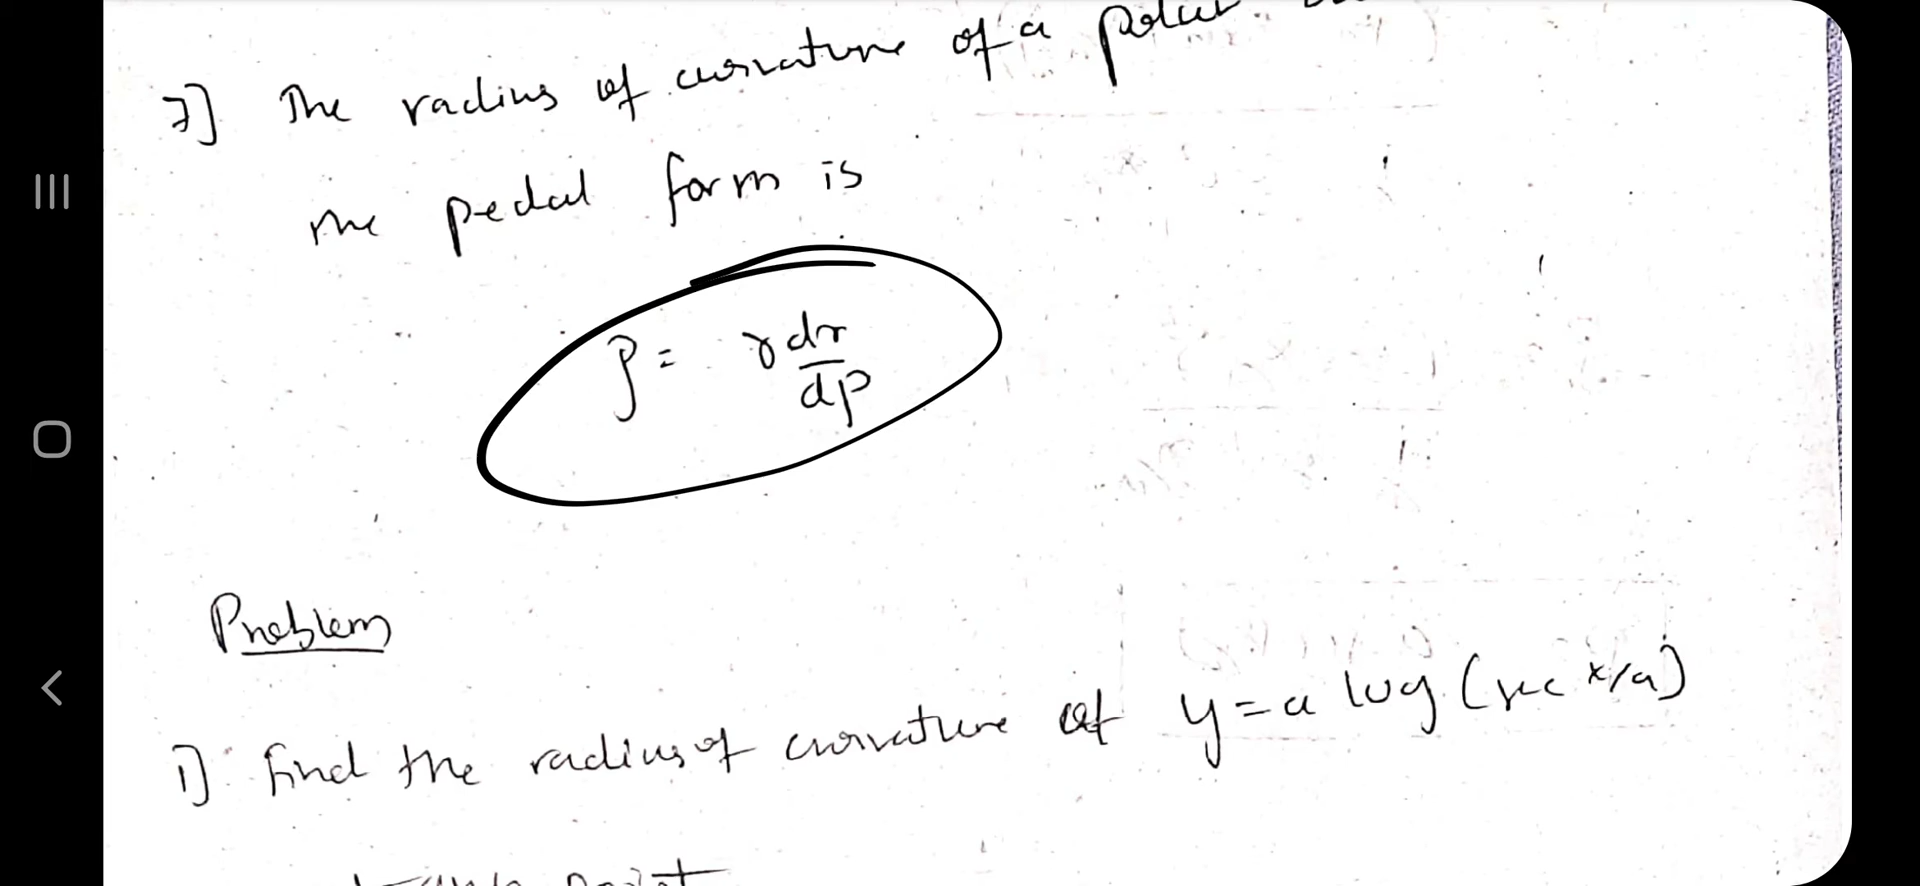 7] The radius of curvature of a polar
the pedal form is
ρ = r dr/dp
Problem
1] Find the radius of curvature of y = a log (sec x/a)
point